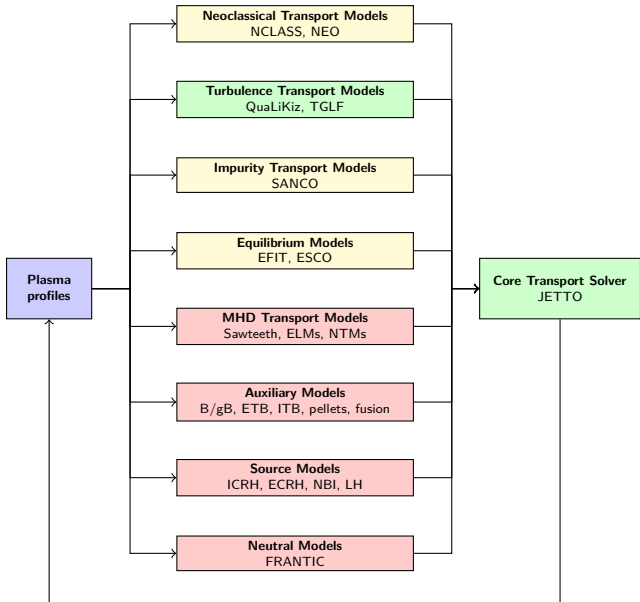 Neoclassical Transport Models
NCLASS, NEO
Turbulence Transport Models
QuaLiKiz, TGLF
Impurity Transport Models
SANCO
Equilibrium Models
EFIT, ESCO
Plasma
profiles
Core Transport Solver
JETTO
MHD Transport Models
Sawteeth, ELMs, NTMs
Auxiliary Models
B/gB, ETB, ITB, pellets, fusion
Source Models
ICRH, ECRH, NBI, LH
Neutral Models
FRANTIC